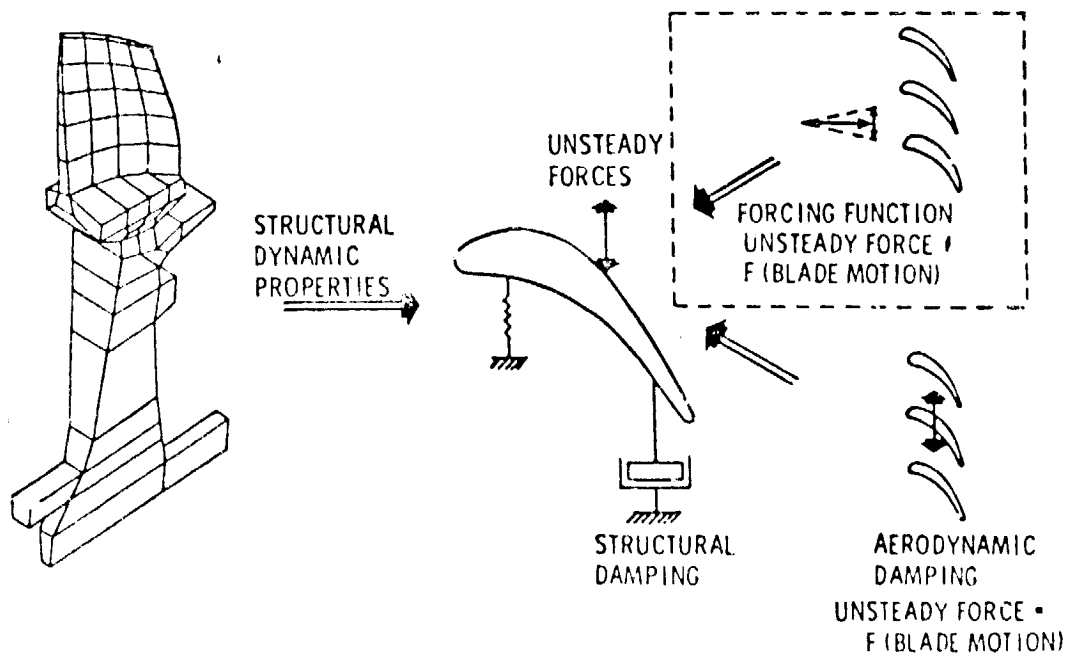 UNSTEADY
FORCES
STRUCTURAL
DYNAMIC
PROPERTIES
FORCING FUNCTION
UNSTEADY FORCE
F (BLADE MOTION)
STRUCTURAL
DAMPING
AERODYNAMIC
DAMPING
UNSTEADY FORCE
F (BLADE MOTION)